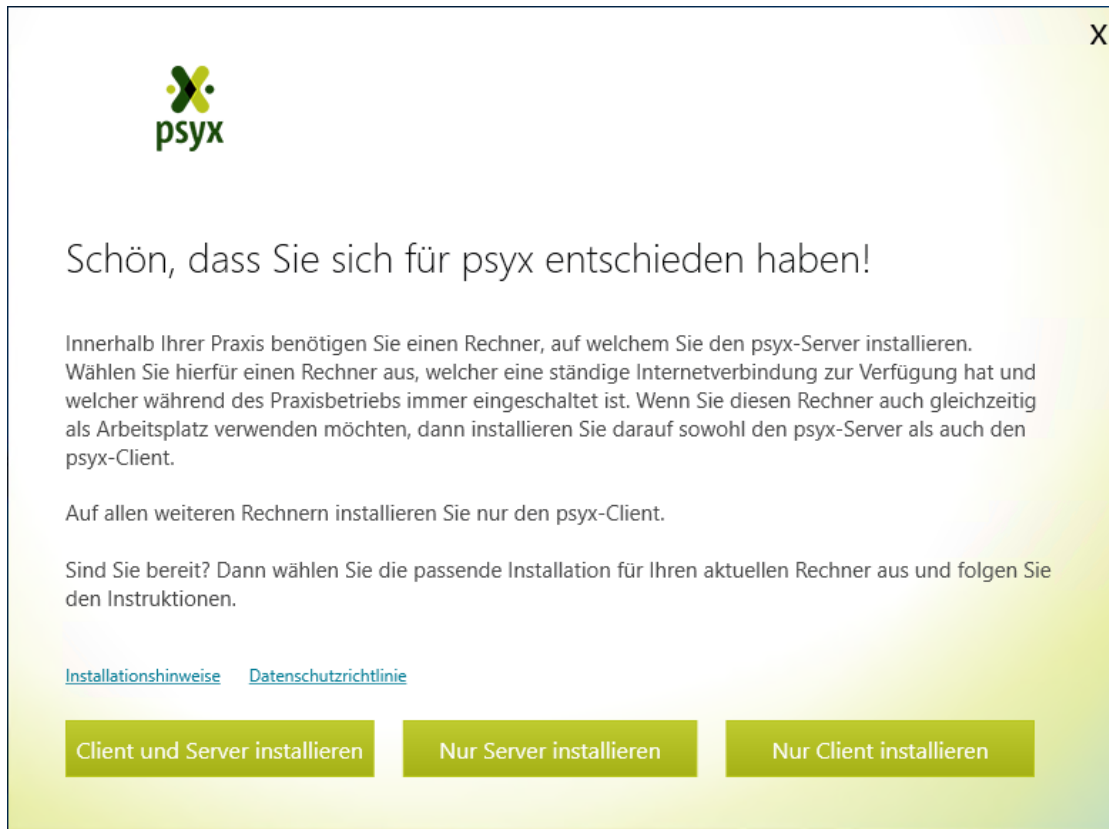 X
psyx
Schön, dass Sie sich für psyx entschieden haben!
Innerhalb Ihrer Praxis benötigen Sie einen Rechner, auf welchem Sie den psyx-Server installieren.
Wählen Sie hierfür einen Rechner aus, welcher eine ständige Internetverbindung zur Verfügung hat und
welcher während des Praxisbetriebs immer eingeschaltet ist. Wenn Sie diesen Rechner auch gleichzeitig
als Arbeitsplatz verwenden möchten, dann installieren Sie darauf sowohl den psyx-Server als auch den
psyx-Client.
Auf allen weiteren Rechnern installieren Sie nur den psyx-Client.
Sind Sie bereit? Dann wählen Sie die passende Installation für Ihren aktuellen Rechner aus und folgen Sie
den Instruktionen.
Installationshinweise Datenschutzrichtlinie
Client und Server installieren Nur Server installieren Nur Client installieren